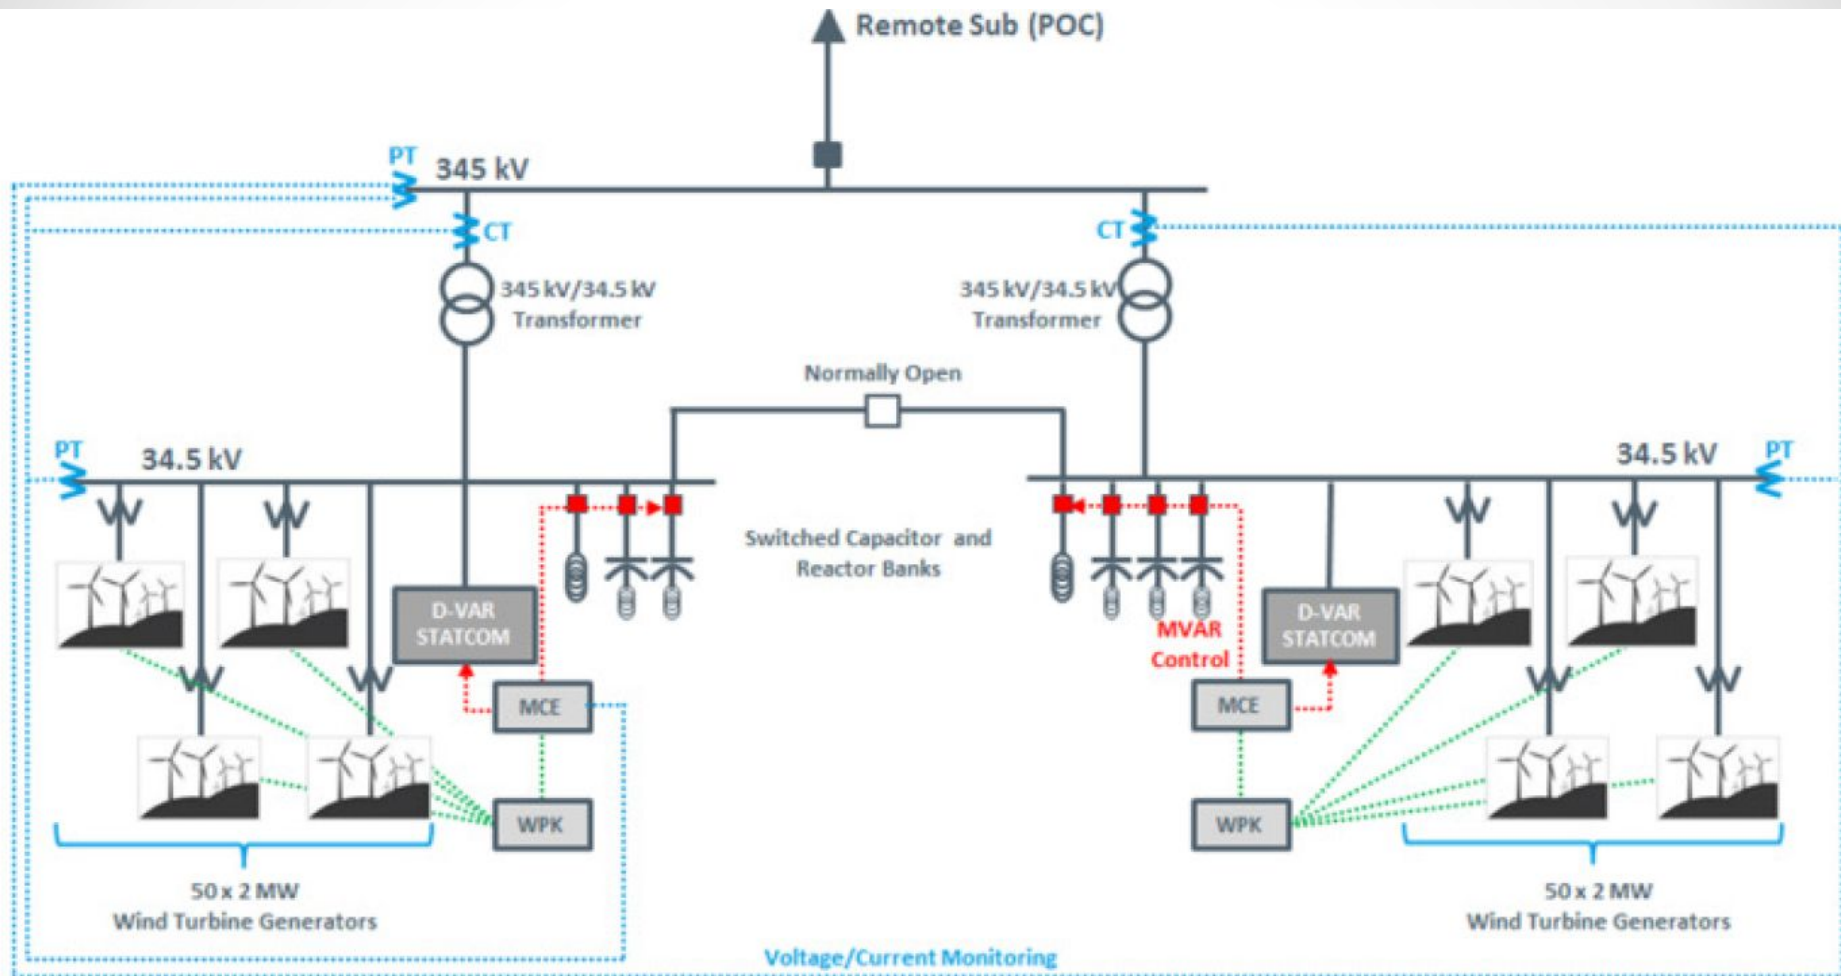 Remote Sub (POC)
PT
345 kV
CT
CT
345 kV/34.5 kV
Transformer
345 kV/34.5 kV
Transformer
Normally Open
PT
34.5 kV
34.5 kV
PT
Switched Capacitor and
Reactor Banks
D-VAR
STATCOM
MVAR
Control
D-VAR
STATCOM
MCE
MCE
WPK
WPK
50 x 2 MW
Wind Turbine Generators
50 x 2 MW
Wind Turbine Generators
Voltage/Current Monitoring